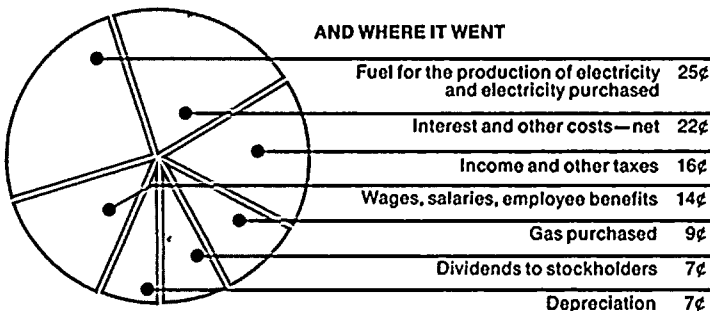 AND WHERE IT WENT
Fuel for the production of electricity 25¢
and electricity purchased
Interest and other costs—net 22¢
Income and other taxes 16¢
Wages, salaries, employee benefits 14¢
Gas purchased 9¢
Dividends to stockholders 7¢
Depreciation 7¢